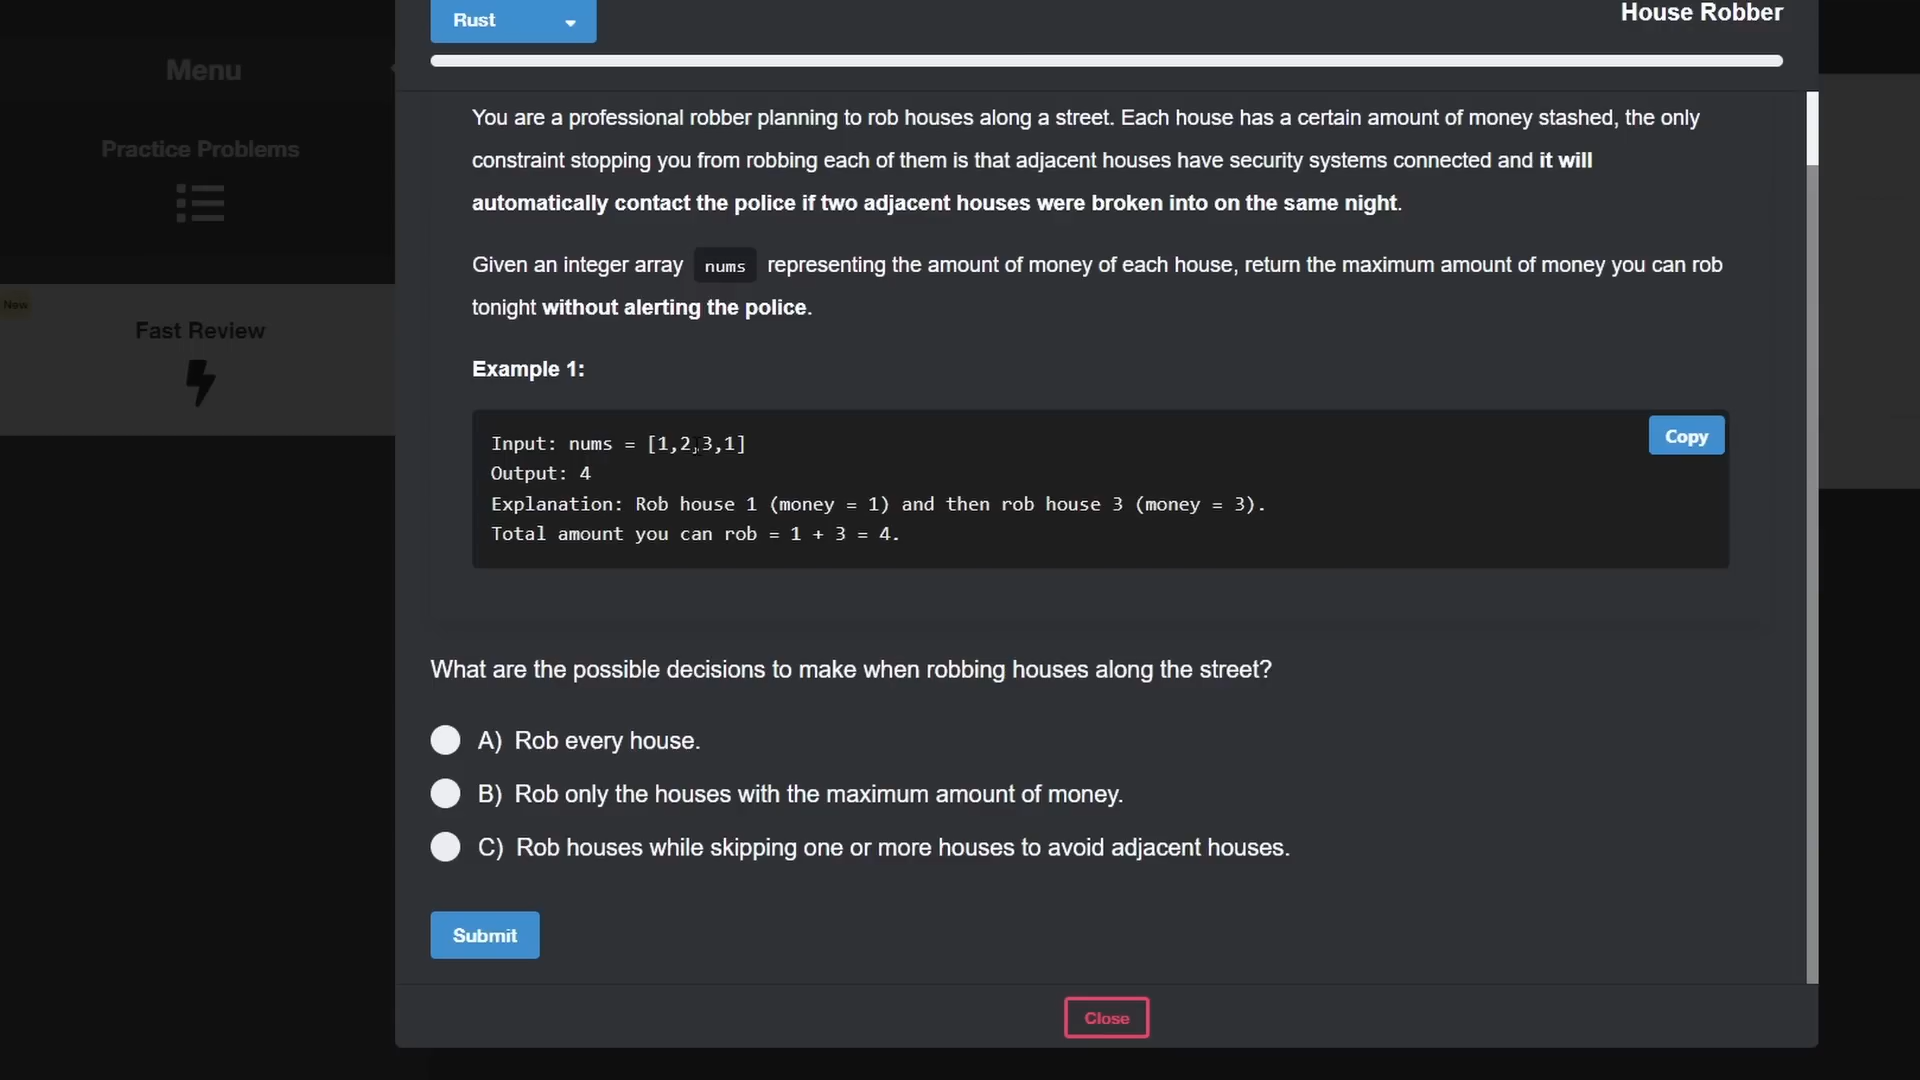 Rust
House Robber
Menu
Practice Problems
New
Fast Review
You are a professional robber planning to rob houses along a street. Each house has a certain amount of money stashed, the only
constraint stopping you from robbing each of them is that adjacent houses have security systems connected and it will
automatically contact the police if two adjacent houses were broken into on the same night.
Given an integer array nums representing the amount of money of each house, return the maximum amount of money you can rob
tonight without alerting the police.
Example 1:
Copy
Input: nums = [1,2,3,1]
Output: 4
Explanation: Rob house 1 (money = 1) and then rob house 3 (money = 3).
Total amount you can rob = 1 + 3 = 4.
What are the possible decisions to make when robbing houses along the street?
A) Rob every house.
B) Rob only the houses with the maximum amount of money.
C) Rob houses while skipping one or more houses to avoid adjacent houses.
Submit
Close